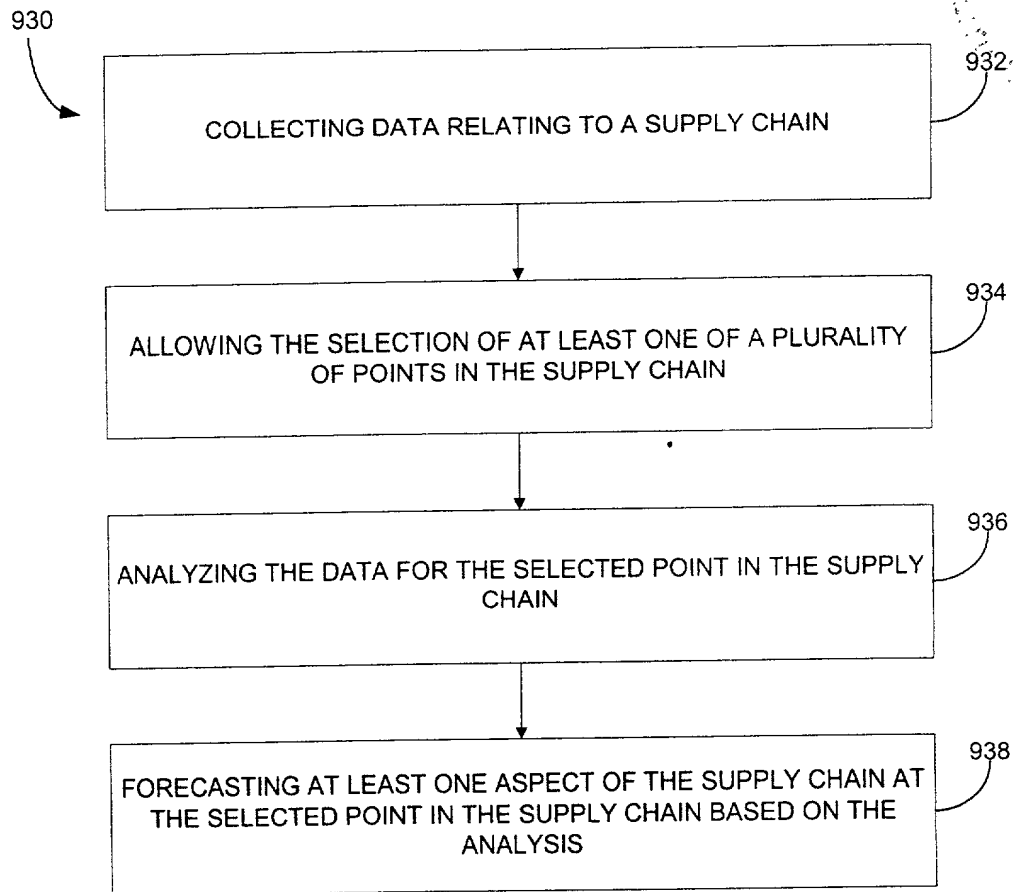 930
932
COLLECTING DATA RELATING TO A SUPPLY CHAIN
934
ALLOWING THE SELECTION OF AT LEAST ONE OF A PLURALITY
OF POINTS IN THE SUPPLY CHAIN
936
ANALYZING THE DATA FOR THE SELECTED POINT IN THE SUPPLY
CHAIN
938
FORECASTING AT LEAST ONE ASPECT OF THE SUPPLY CHAIN AT
THE SELECTED POINT IN THE SUPPLY CHAIN BASED ON THE
ANALYSIS